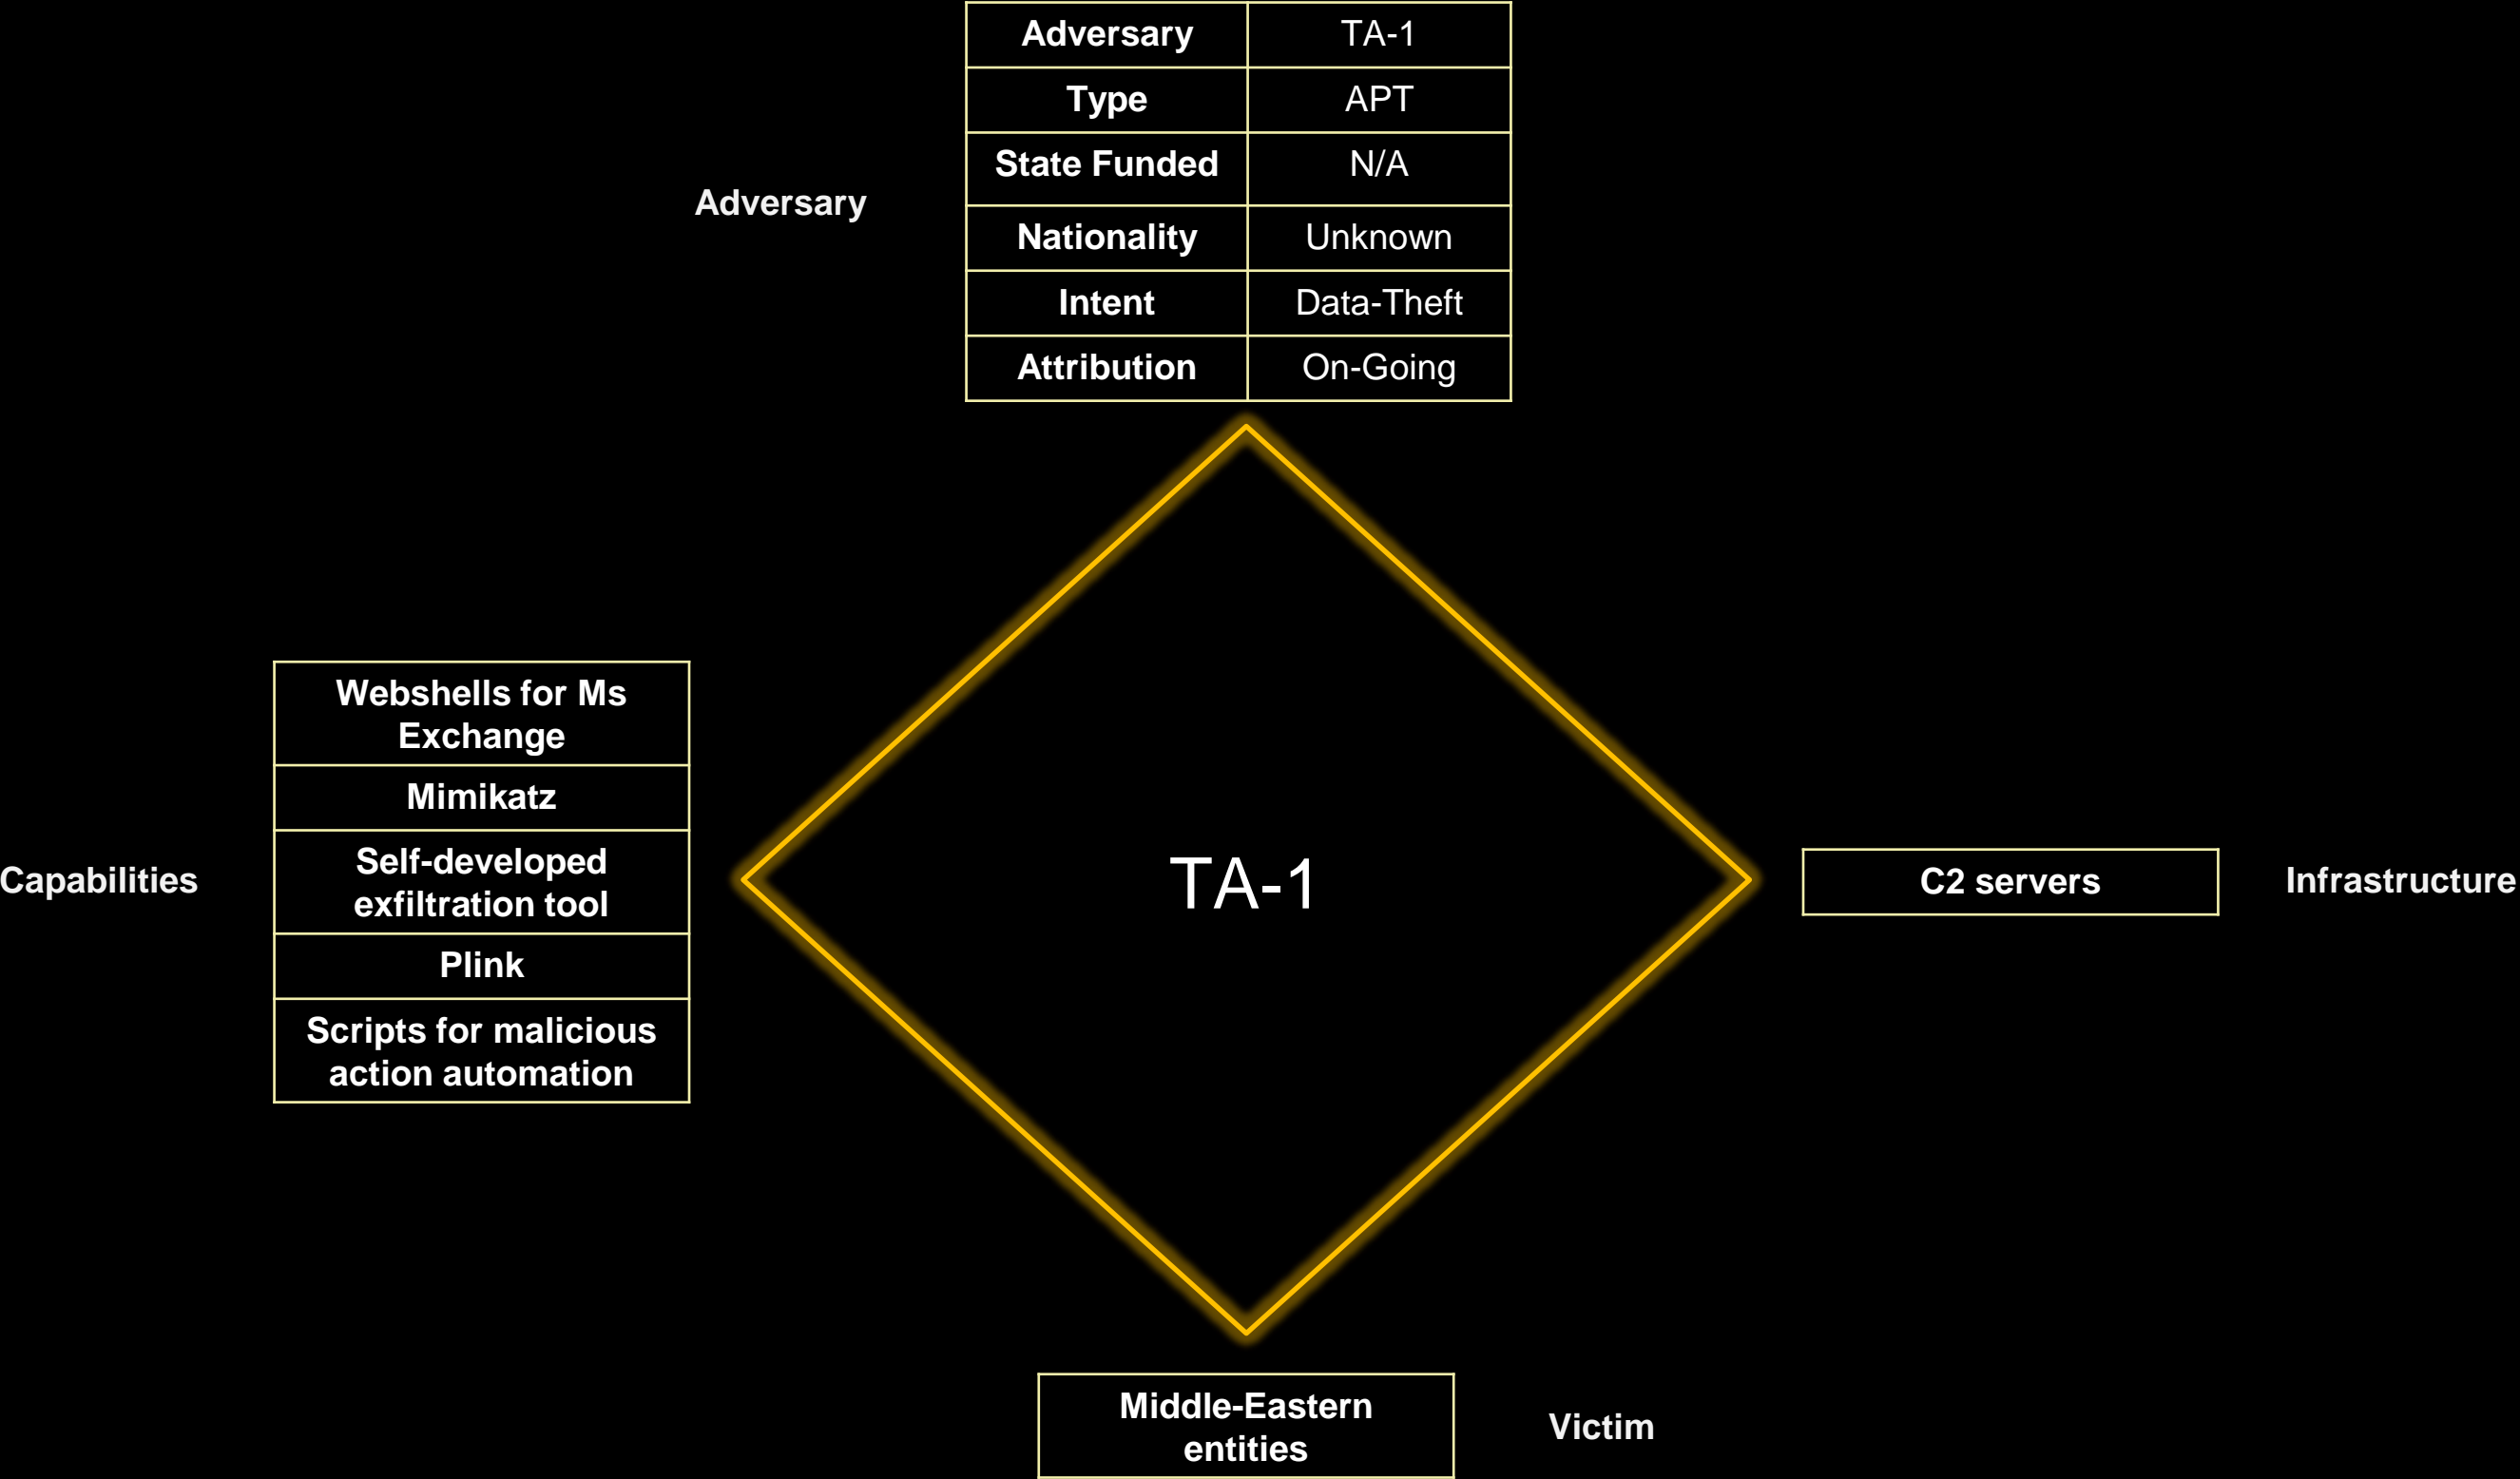 Adversary TA-1
Type APT
State Funded N/A
Adversary
Nationality Unknown
Intent Data-Theft
Attribution On-Going
Webshells for Ms
Exchange
Mimikatz
Self-developed
exfiltration tool
Capabilities
Plink
Scripts for malicious
action automation
TA-1
C2 servers
Infrastructure
Middle-Eastern
entities
Victim